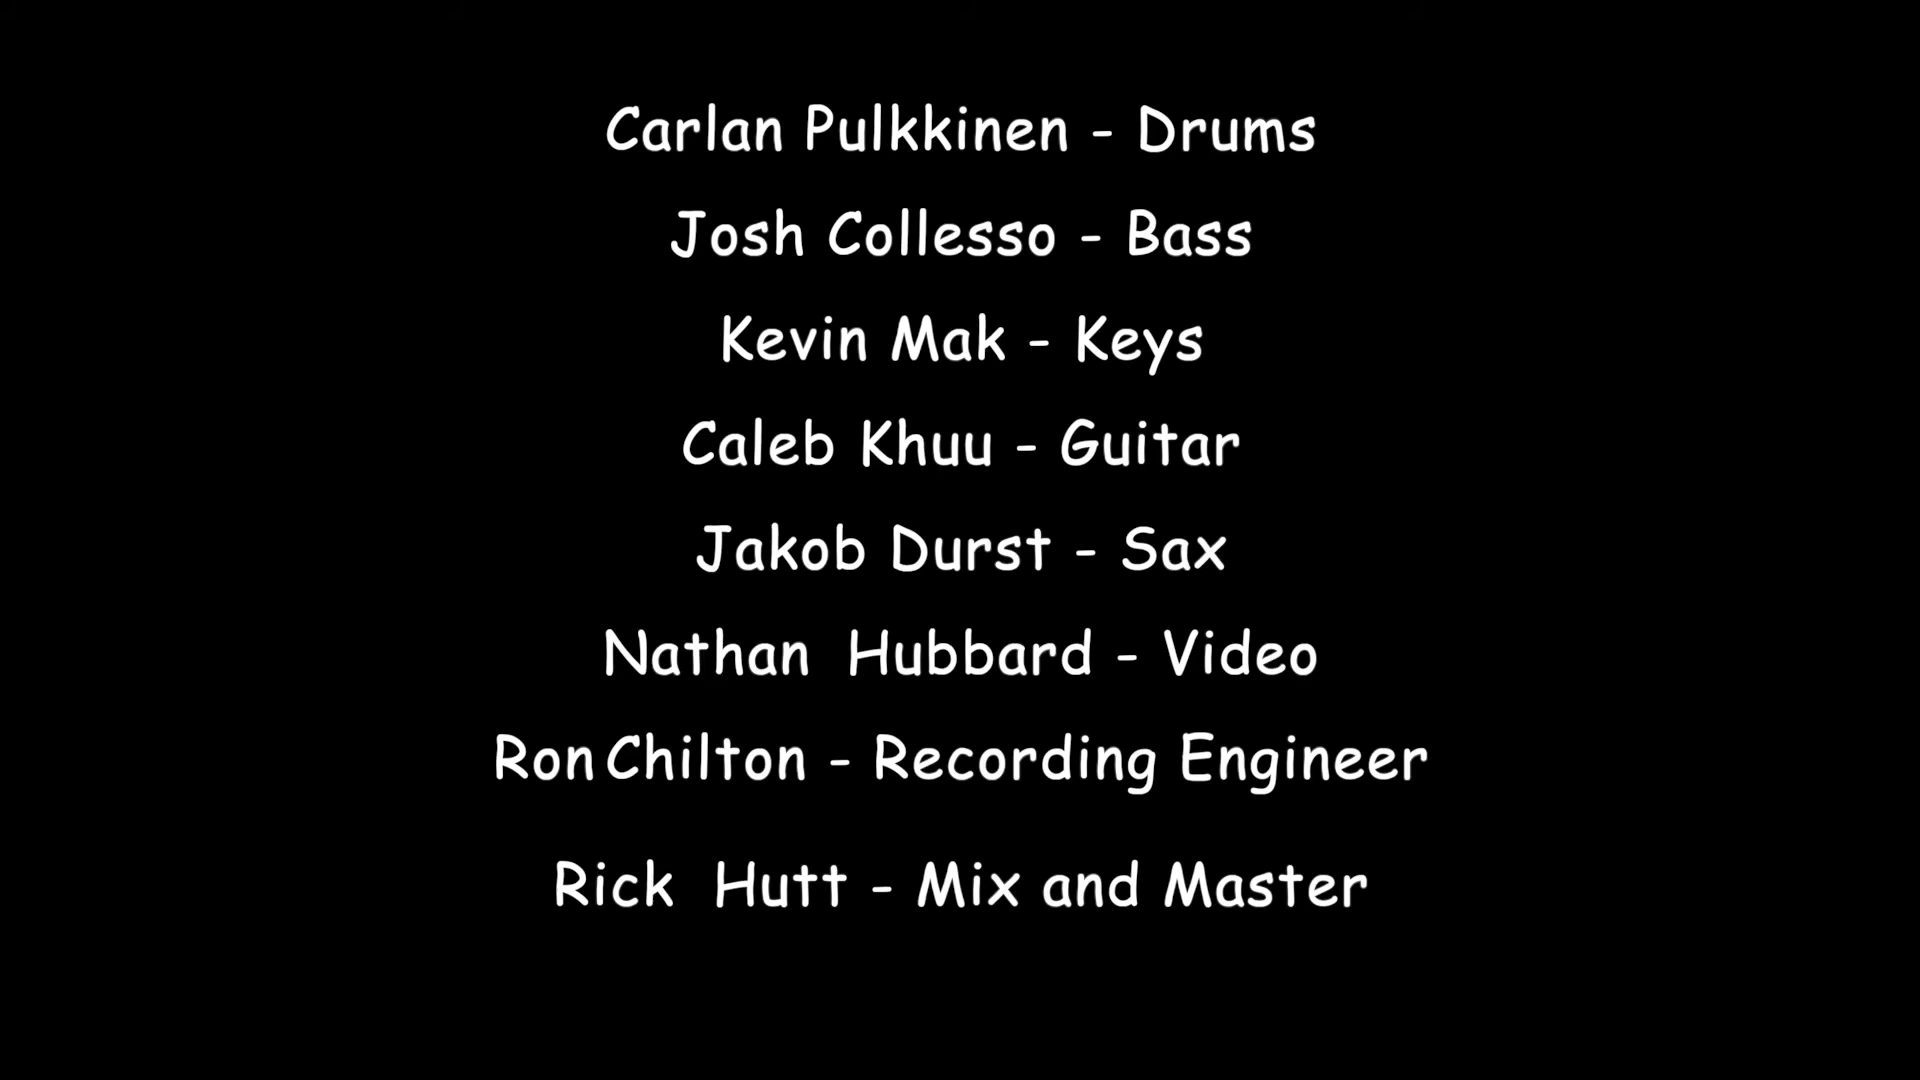 Carlan Pulkkinen - Drums
Josh Collesso - Bass
Kevin Mak - Keys
Caleb Khuu - Guitar
Jakob Durst - Sax
Nathan Hubbard - Video
Ron Chilton - Recording Engineer
Rick Hutt - Mix and Master